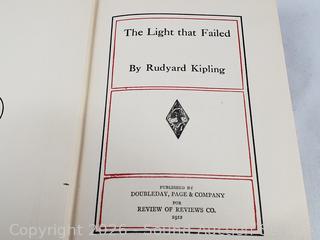 The Light that Failed
By Rudyard Kipling
PUBLISHED BY
DOUBLEDAY, PAGE & COMPANY
FOR
REVIEW OF REVIEWS CO.
1912